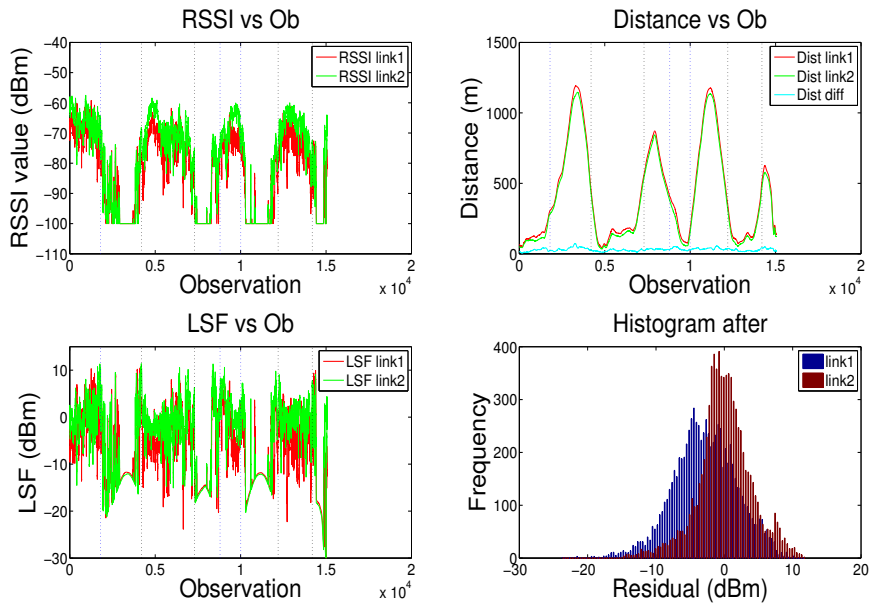 RSSI vs Ob
RSSI value (dBm)
−40
−50
−60
−70
−80
−90
−100
−110
RSSI link1
RSSI link2
0 0.5 1 1.5 2
x 10^4
Observation
Distance vs Ob
Distance (m)
1500
1000
500
0
Dist link1
Dist link2
Dist diff
0 0.5 1 1.5 2
x 10^4
Observation
LSF vs Ob
LSF (dBm)
10
0
−10
−20
−30
LSF link1
LSF link2
0 0.5 1 1.5 2
x 10^4
Observation
Histogram after
Frequency
400
300
200
100
0
link1
link2
−30 −20 −10 0 10 20
Residual (dBm)